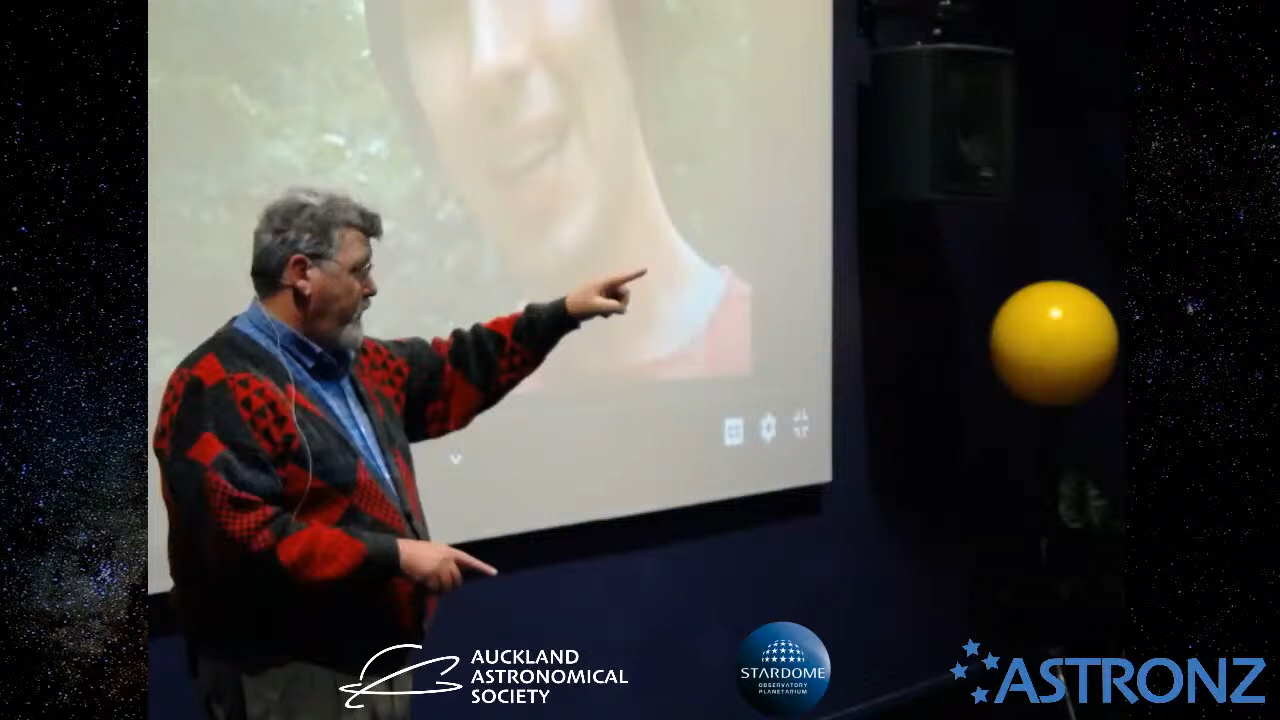 AUCKLAND
ASTRONOMICAL
SOCIETY
STARDOME
OBSERVATORY
PLANETARIUM
ASTRONZ